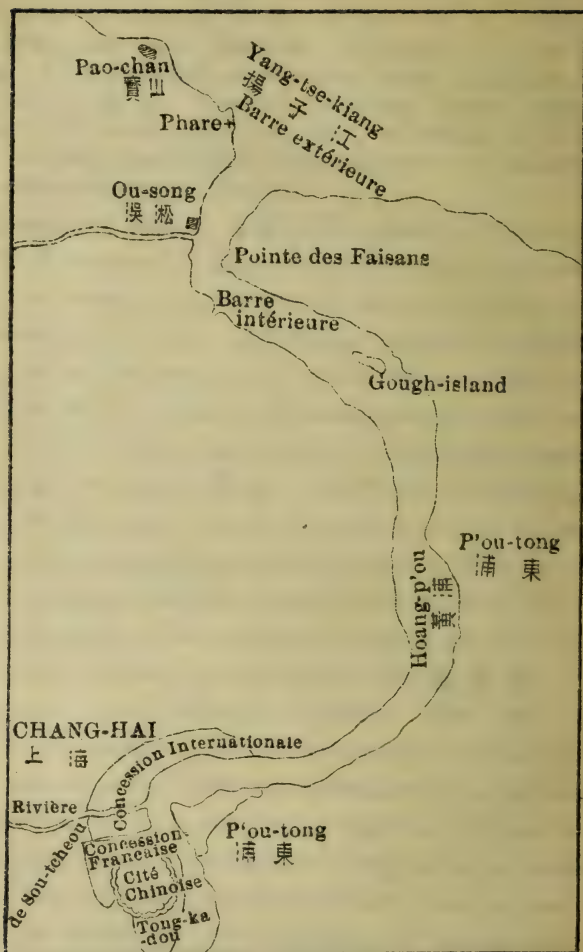 Pao-chan
寶山
Yang-tse-kiang
揚子江
Barre extérieure
Phare
Ou-song
淞
Pointe des Faisans
Barre
intérieure
Gough-island
P'ou-tong
浦東
Hoang-p'ou
黃浦
CHANG-HAI
上海
Concession Internationale
Rivière
de Sou-tcheou
Concession
Française
Cité
Chinoise
P'ou-tong
浦東
Tong-ka
-dou